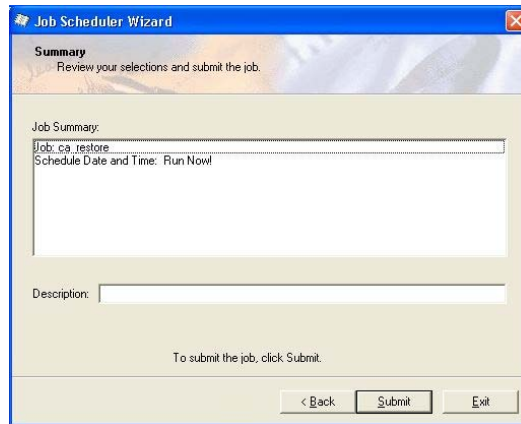 Job Scheduler Wizard
Summary
Review your selections and submit the job.
Job Summary:
Job: ca_restore
Schedule Date and Time: Run Now!
Description:
To submit the job, click Submit.
< Back
Submit
Exit